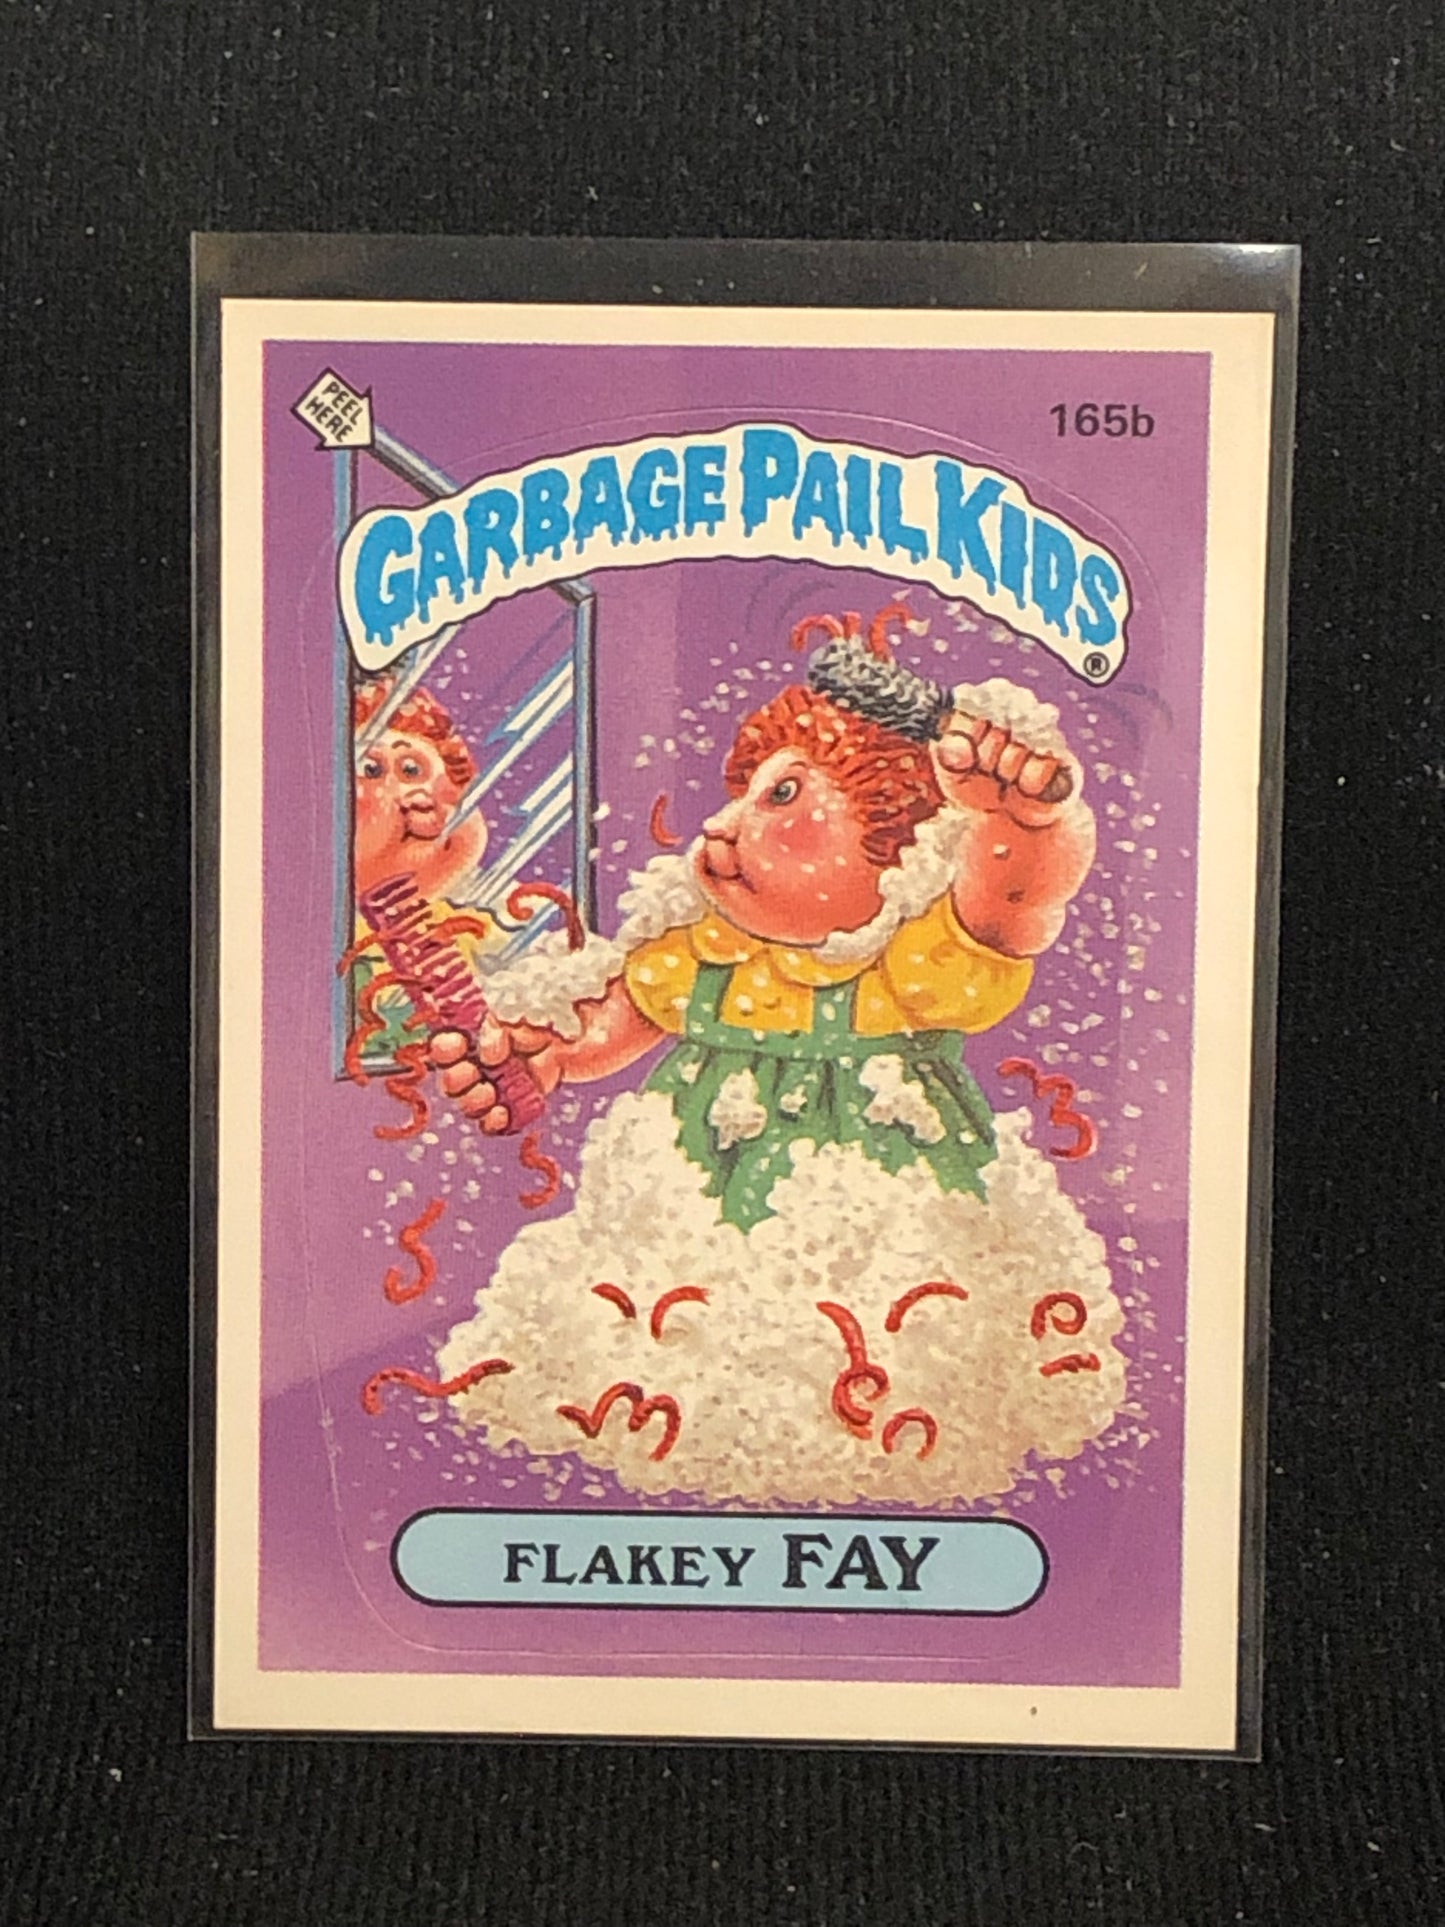 PEEL
HERE
165b
GARBAGE PAIL KIDS
®
FLAKEY FAY